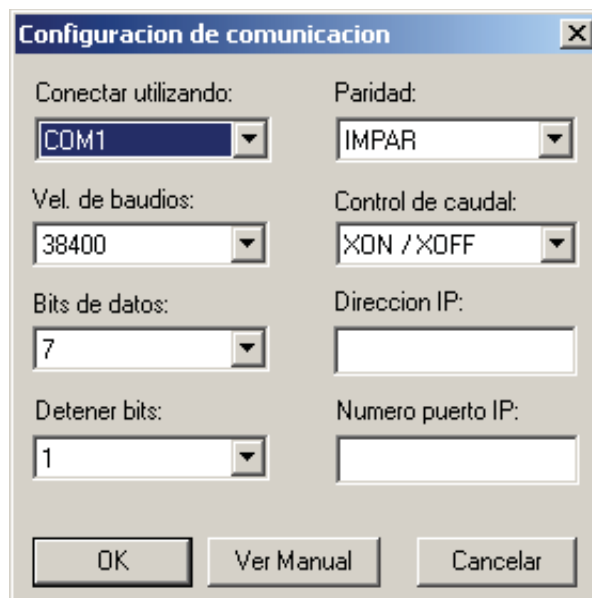 Configuracion de comunicacion
Conectar utilizando: Paridad:
COM1 IMPAR
Vel. de baudios: Control de caudal:
38400 XON / XOFF
Bits de datos: Direccion IP:
7
Detener bits: Numero puerto IP:
1
OK Ver Manual Cancelar